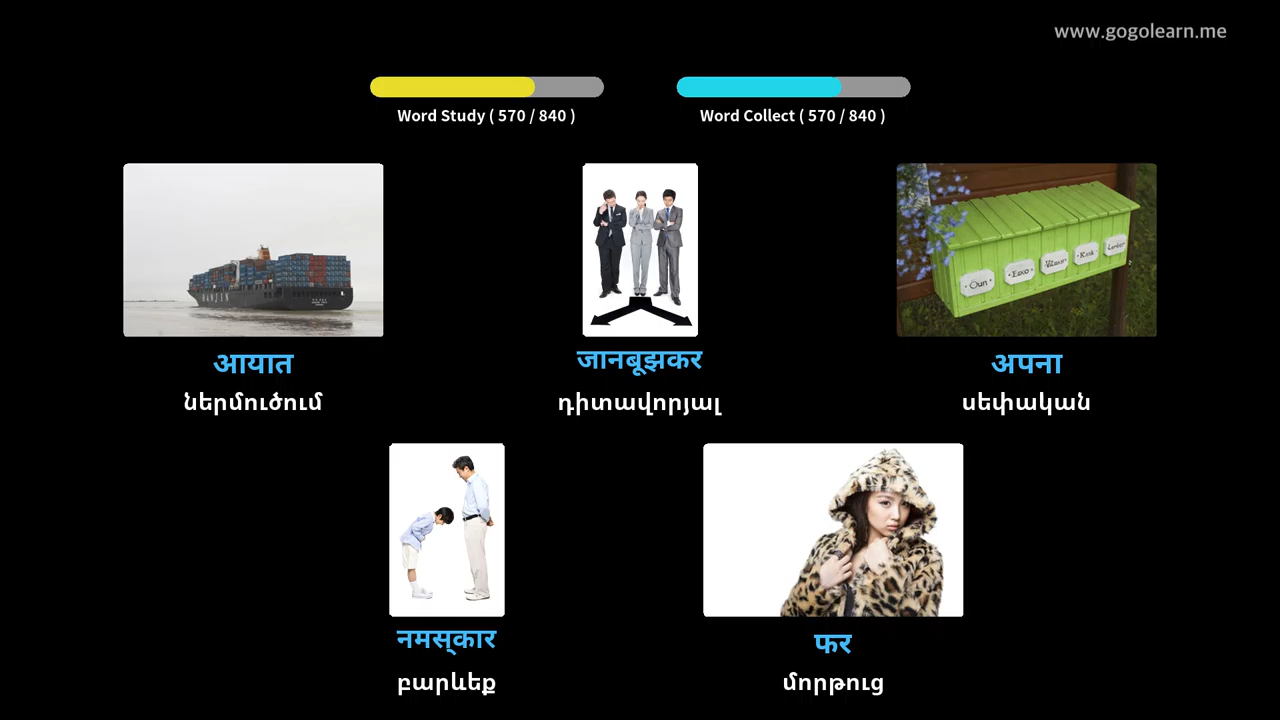 www.gogolearn.me
Word Study ( 570 / 840 )
Word Collect ( 570 / 840 )
आयात
ներմուծում
जानबूझकर
դիտավորյալ
अपना
սեփական
नमस्कार
բարևեք
फर
մորթուց